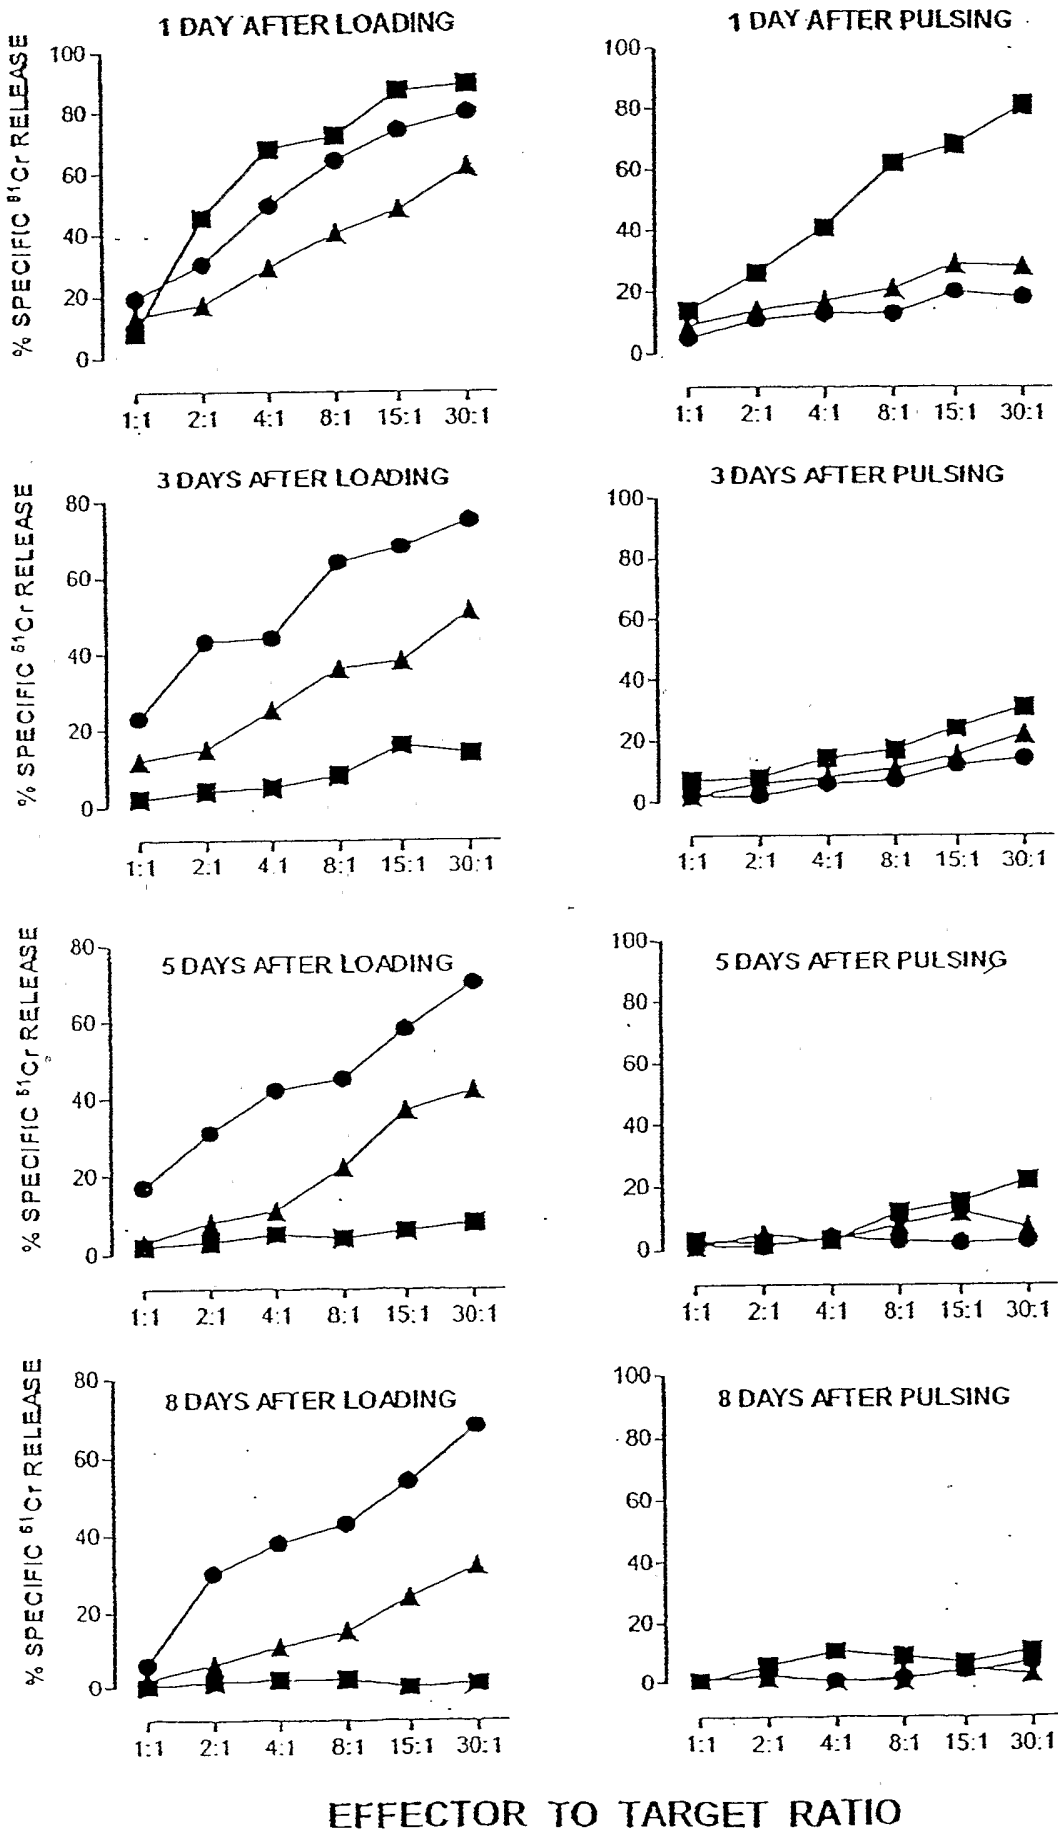 1 DAY AFTER LOADING
% SPECIFIC ⁵¹Cr RELEASE
100
80
60
40
20
0
1:1 2:1 4:1 8:1 15:1 30:1
1 DAY AFTER PULSING
100
80
60
40
20
0
1:1 2:1 4:1 8:1 15:1 30:1
3 DAYS AFTER LOADING
% SPECIFIC ⁵¹Cr RELEASE
80
60
40
20
0
1:1 2:1 4:1 8:1 15:1 30:1
3 DAYS AFTER PULSING
100
80
60
40
20
0
1:1 2:1 4:1 8:1 15:1 30:1
5 DAYS AFTER LOADING
% SPECIFIC ⁵¹Cr RELEASE
80
60
40
20
0
1:1 2:1 4:1 8:1 15:1 30:1
5 DAYS AFTER PULSING
100
80
60
40
20
0
1:1 2:1 4:1 8:1 15:1 30:1
8 DAYS AFTER LOADING
% SPECIFIC ⁵¹Cr RELEASE
80
60
40
20
0
1:1 2:1 4:1 8:1 15:1 30:1
8 DAYS AFTER PULSING
100
80
60
40
20
0
1:1 2:1 4:1 8:1 15:1 30:1
EFFECTOR TO TARGET RATIO